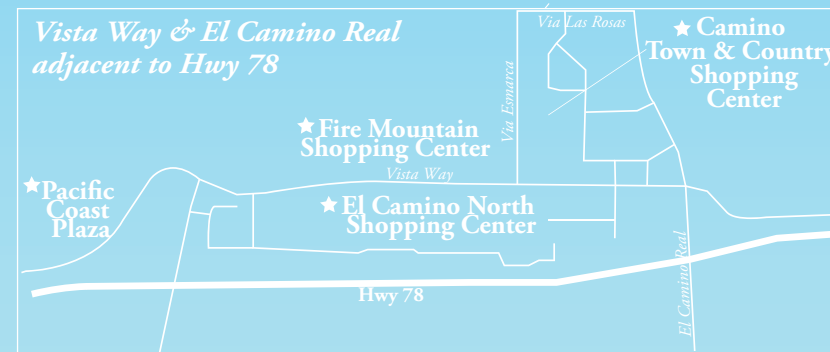 Vista Way & El Camino Real
adjacent to Hwy 78
Via Las Rosas
Camino
Town & Country
Shopping
Center
Via Esmarca
Fire Mountain
Shopping Center
Vista Way
Pacific
Coast
Plaza
El Camino North
Shopping Center
El Camino Real
Hwy 78